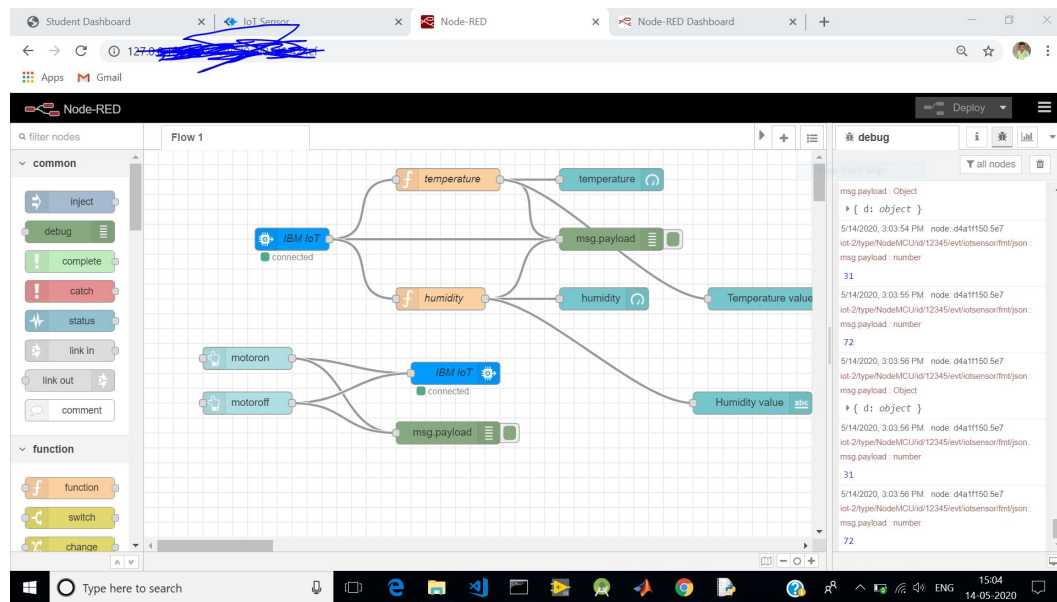 Student Dashboard
IoT Sensor
Node-RED
Node-RED Dashboard
127.0.
Apps
Gmail
Node-RED
Deploy
filter nodes
Flow 1
debug
i
common
all nodes
inject
debug
complete
catch
status
link in
link out
comment
function
function
switch
change
temperature
temperature
IBM IoT
connected
msg.payload
humidity
humidity
Temperature value
motoron
IBM IoT
connected
motoroff
Humidity value
abc
msg.payload
msg.payload : Object
{ d: object }
5/14/2020, 3:03:54 PM node: d4a1f150.5e7
iot-2/type/NodeMCU/id/12345/evt/iotsensor/fmt/json :
msg.payload : number
31
5/14/2020, 3:03:55 PM node: d4a1f150.5e7
iot-2/type/NodeMCU/id/12345/evt/iotsensor/fmt/json :
msg.payload : number
72
5/14/2020, 3:03:56 PM node: d4a1f150.5e7
iot-2/type/NodeMCU/id/12345/evt/iotsensor/fmt/json :
msg.payload : Object
{ d: object }
5/14/2020, 3:03:56 PM node: d4a1f150.5e7
iot-2/type/NodeMCU/id/12345/evt/iotsensor/fmt/json :
msg.payload : number
31
5/14/2020, 3:03:56 PM node: d4a1f150.5e7
iot-2/type/NodeMCU/id/12345/evt/iotsensor/fmt/json :
msg.payload : number
72
Type here to search
ENG
15:04
14-05-2020